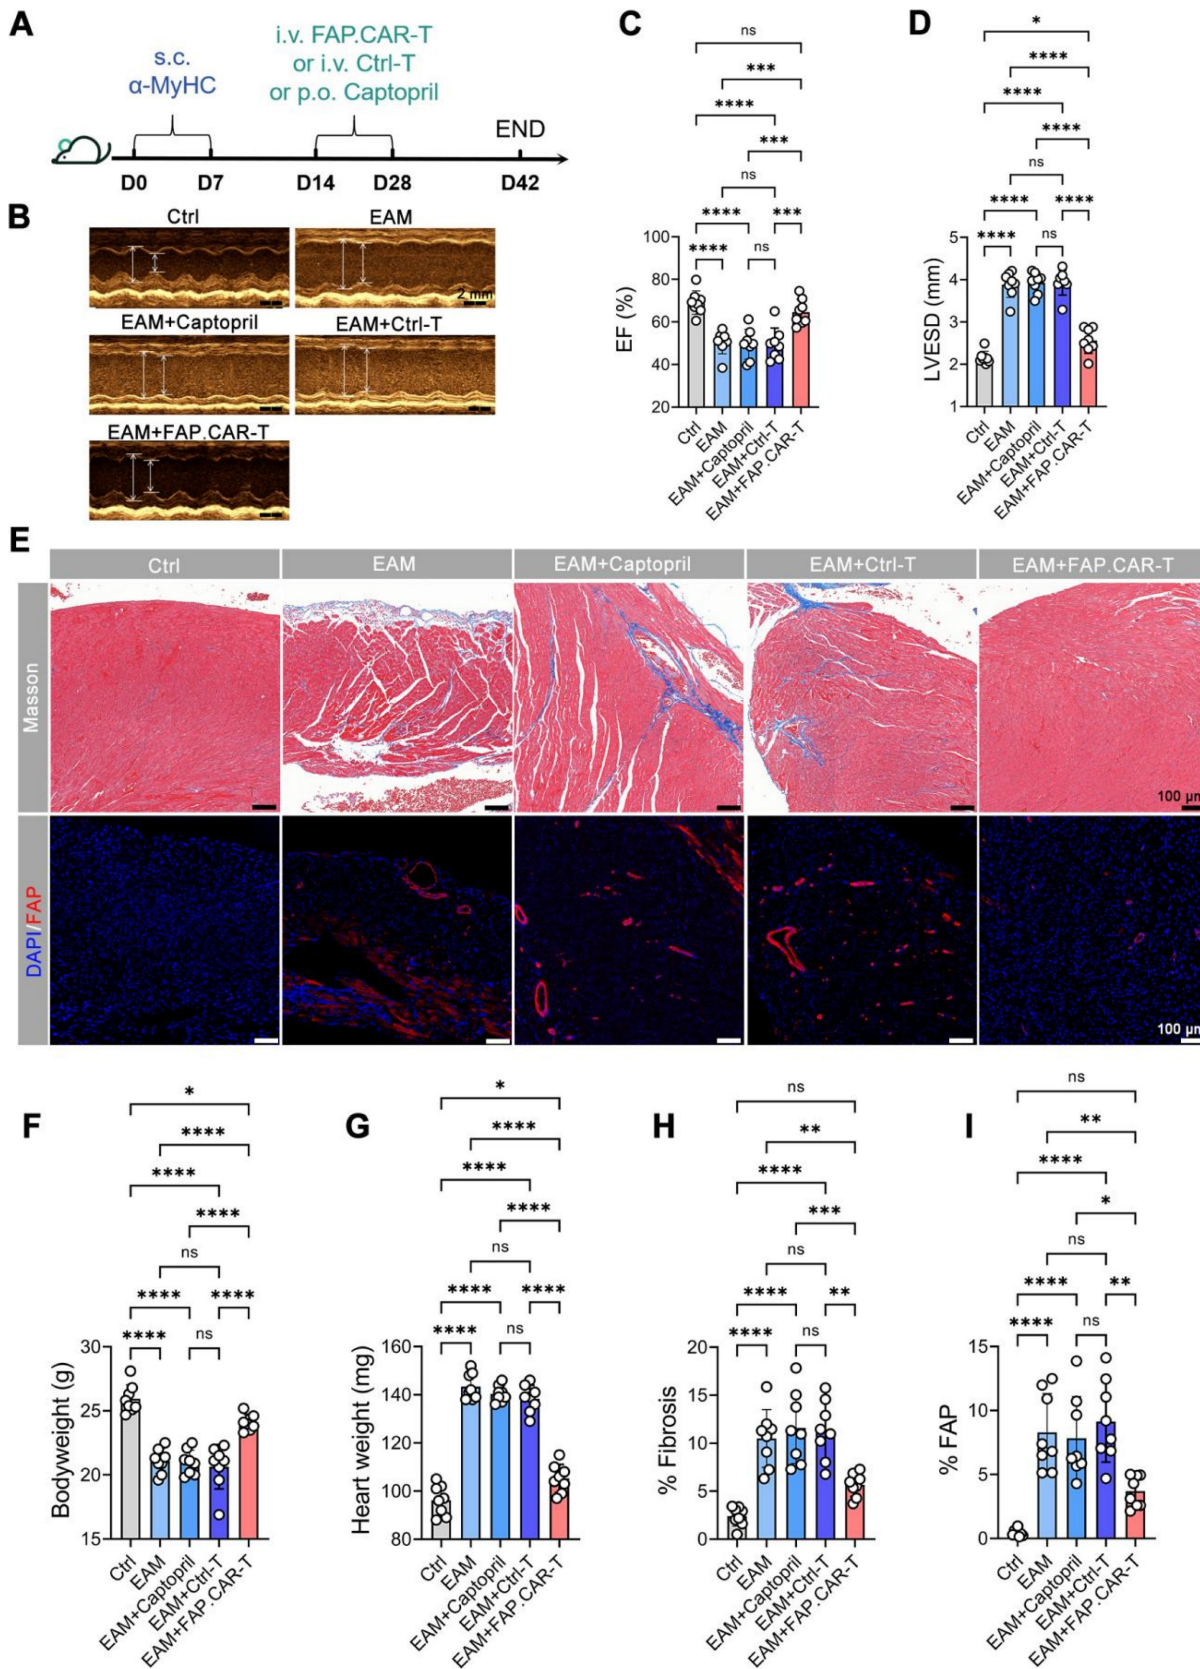 A
s.c.
α-MyHC
i.v. FAP.CAR-T
or i.v. Ctrl-T
or p.o. Captopril
END
D0 D7 D14 D28 D42
B
Ctrl EAM
2 mm
EAM+Captopril EAM+Ctrl-T
EAM+FAP.CAR-T
C
ns
***
****
***
ns
**** ***
**** ns
EF (%)
100
80
60
40
20
Ctrl
EAM
EAM+Captopril
EAM+Ctrl-T
EAM+FAP.CAR-T
D
*
****
****
****
ns
**** ****
**** ns
LVESD (mm)
5
4
3
2
1
Ctrl
EAM
EAM+Captopril
EAM+Ctrl-T
EAM+FAP.CAR-T
E
Ctrl EAM EAM+Captopril EAM+Ctrl-T EAM+FAP.CAR-T
Masson
100 µm
DAPI/FAP
100 µm
F
*
****
****
****
ns
**** ****
**** ns
Bodyweight (g)
30
25
20
15
Ctrl
EAM
EAM+Captopril
EAM+Ctrl-T
EAM+FAP.CAR-T
G
*
****
****
****
ns
**** ****
**** ns
Heart weight (mg)
160
140
120
100
80
Ctrl
EAM
EAM+Captopril
EAM+Ctrl-T
EAM+FAP.CAR-T
H
ns
**
****
***
ns
**** **
**** ns
% Fibrosis
20
15
10
5
0
Ctrl
EAM
EAM+Captopril
EAM+Ctrl-T
EAM+FAP.CAR-T
I
ns
**
****
*
ns
**** **
**** ns
% FAP
15
10
5
0
Ctrl
EAM
EAM+Captopril
EAM+Ctrl-T
EAM+FAP.CAR-T